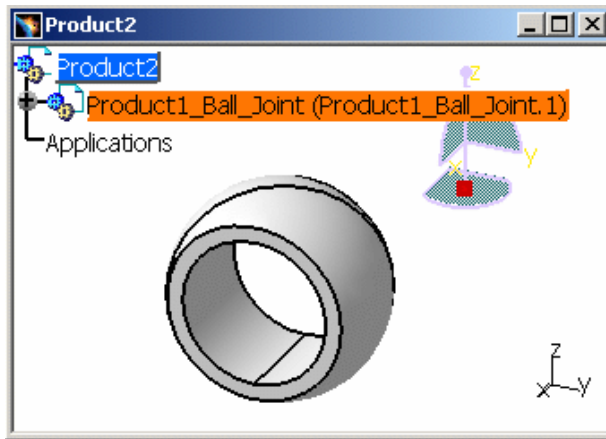 Product2
Product2
Product1_Ball_Joint (Product1_Ball_Joint.1)
Applications
z
y
x
z
x
y